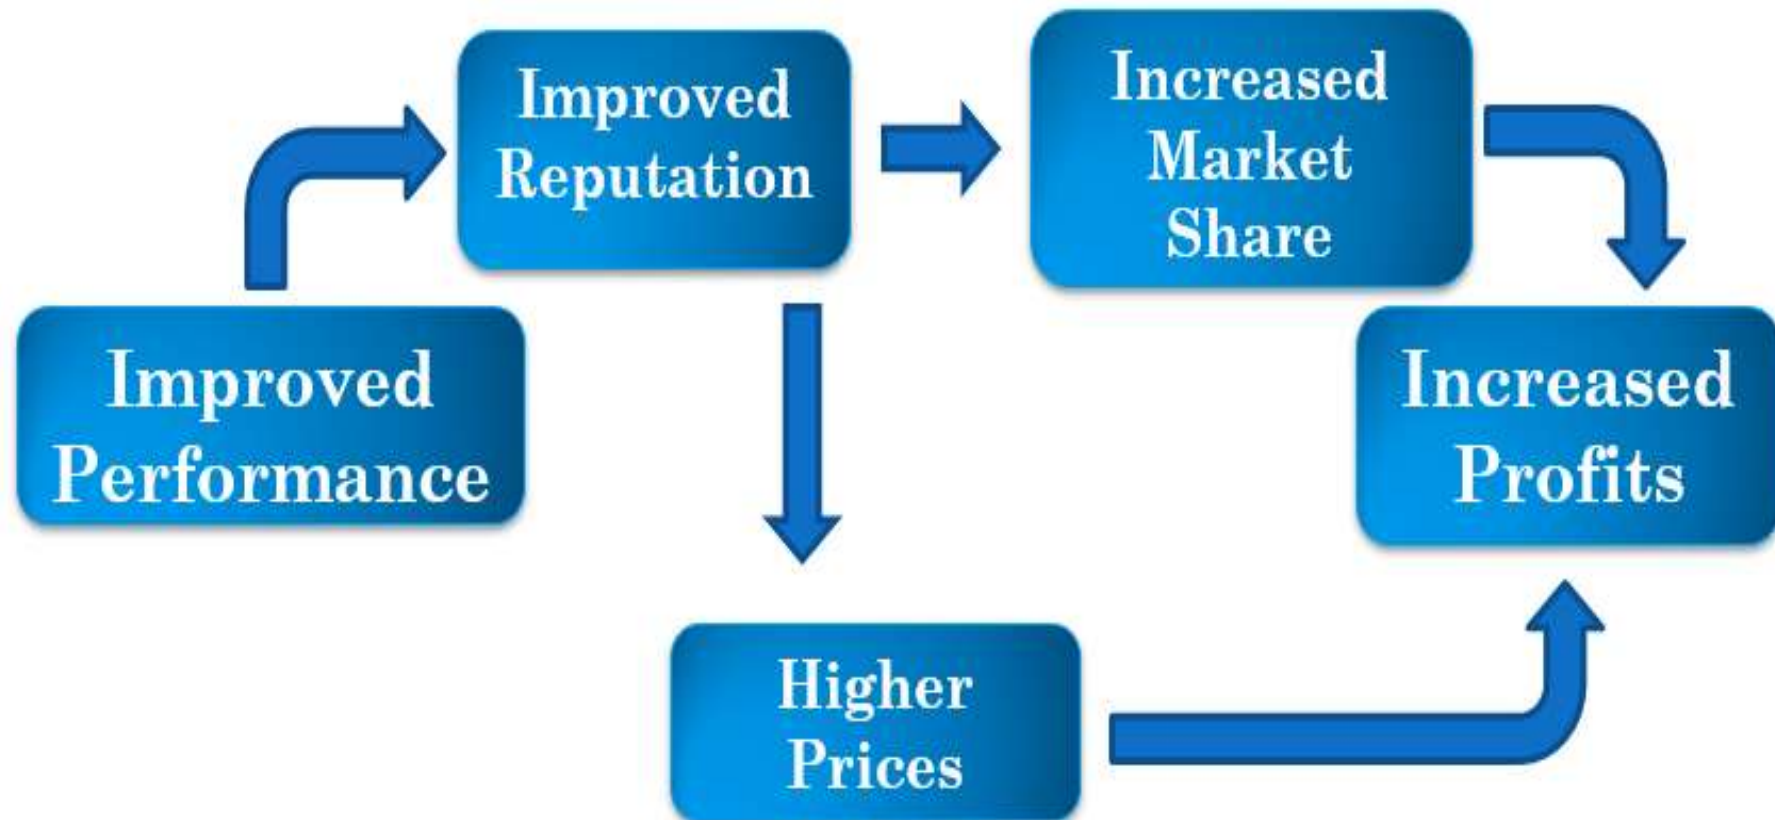 Improved
Reputation
Increased
Market
Share
Improved
Performance
Increased
Profits
Higher
Prices